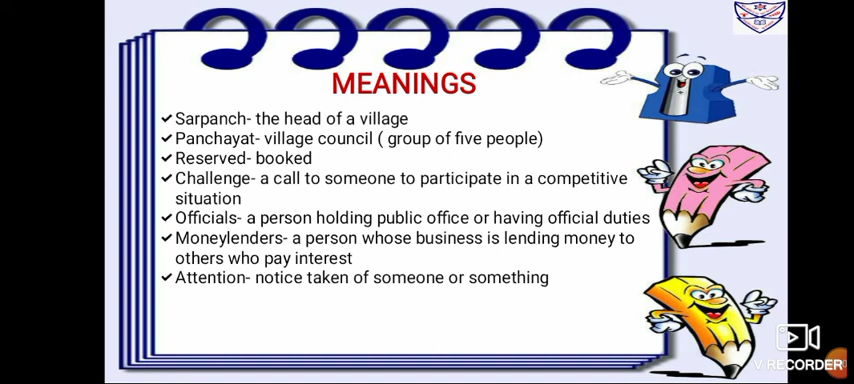 MEANINGS
✓Sarpanch- the head of a village
✓Panchayat- village council ( group of five people)
✓Reserved- booked
✓Challenge- a call to someone to participate in a competitive
situation
✓Officials- a person holding public office or having official duties
✓Moneylenders- a person whose business is lending money to
others who pay interest
✓Attention- notice taken of someone or something
V RECORDER